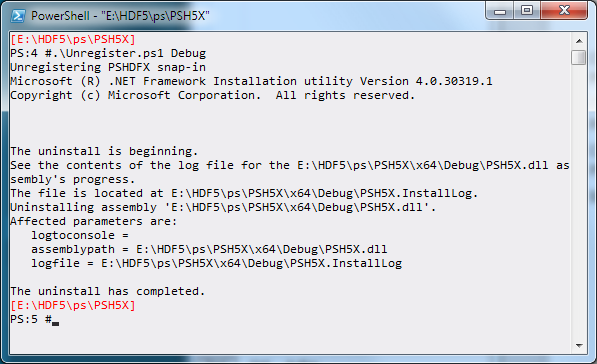 PowerShell - "E:\HDF5\ps\PSH5X"
[E:\HDF5\ps\PSH5X]
PS:4 #.\Unregister.ps1 Debug
Unregistering PSHDFX snap-in
Microsoft (R) .NET Framework Installation utility Version 4.0.30319.1
Copyright (c) Microsoft Corporation.  All rights reserved.
The uninstall is beginning.
See the contents of the log file for the E:\HDF5\ps\PSH5X\x64\Debug\PSH5X.dll as
sembly's progress.
The file is located at E:\HDF5\ps\PSH5X\x64\Debug\PSH5X.InstallLog.
Uninstalling assembly 'E:\HDF5\ps\PSH5X\x64\Debug\PSH5X.dll'.
Affected parameters are:
   logtoconsole =
   assemblypath = E:\HDF5\ps\PSH5X\x64\Debug\PSH5X.dll
   logfile = E:\HDF5\ps\PSH5X\x64\Debug\PSH5X.InstallLog
The uninstall has completed.
[E:\HDF5\ps\PSH5X]
PS:5 #